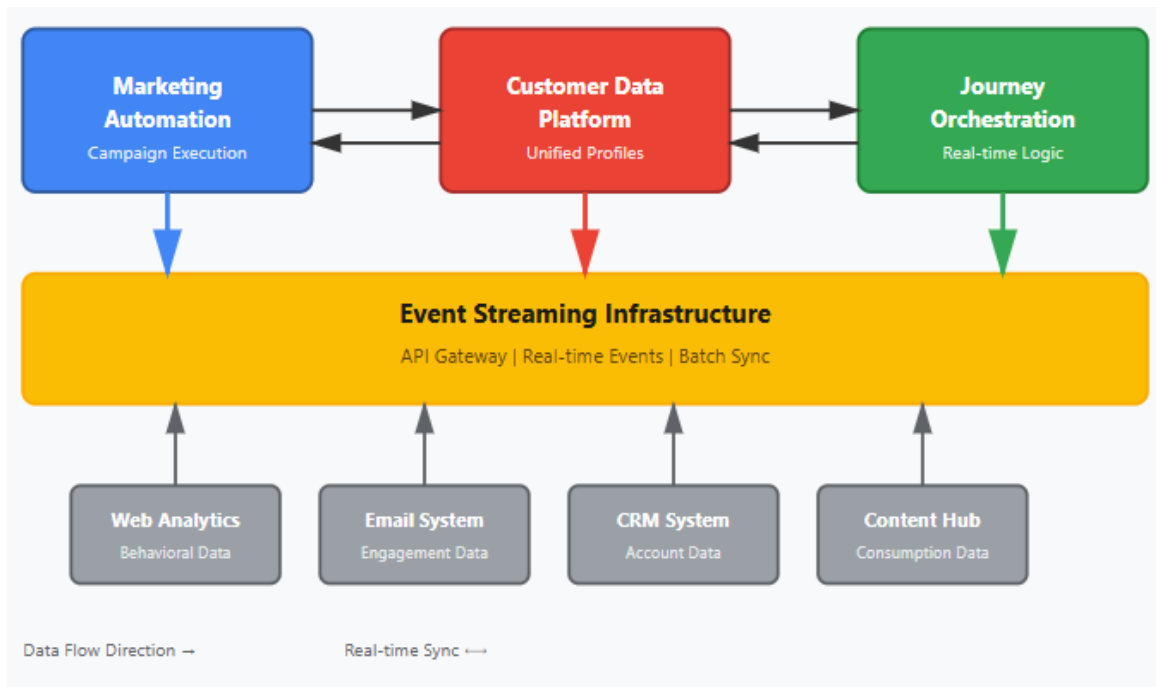 Marketing
Automation
Campaign Execution
Customer Data
Platform
Unified Profiles
Journey
Orchestration
Real-time Logic
Event Streaming Infrastructure
API Gateway | Real-time Events | Batch Sync
Web Analytics
Behavioral Data
Email System
Engagement Data
CRM System
Account Data
Content Hub
Consumption Data
Data Flow Direction →
Real-time Sync ⟷